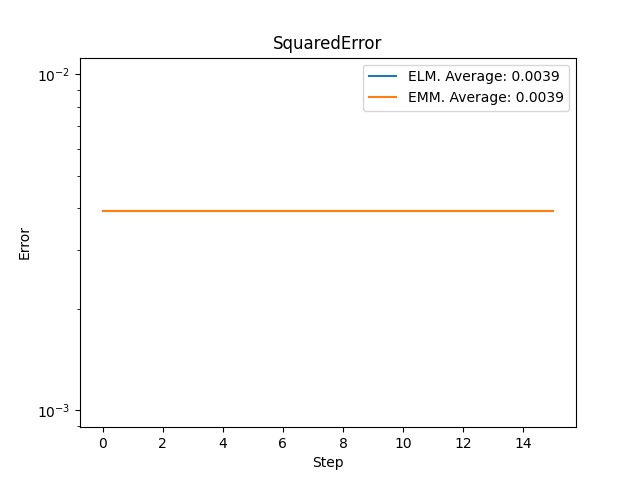 SquaredError
ELM. Average: 0.0039
EMM. Average: 0.0039
10⁻²
10⁻³
Error
0 2 4 6 8 10 12 14
Step